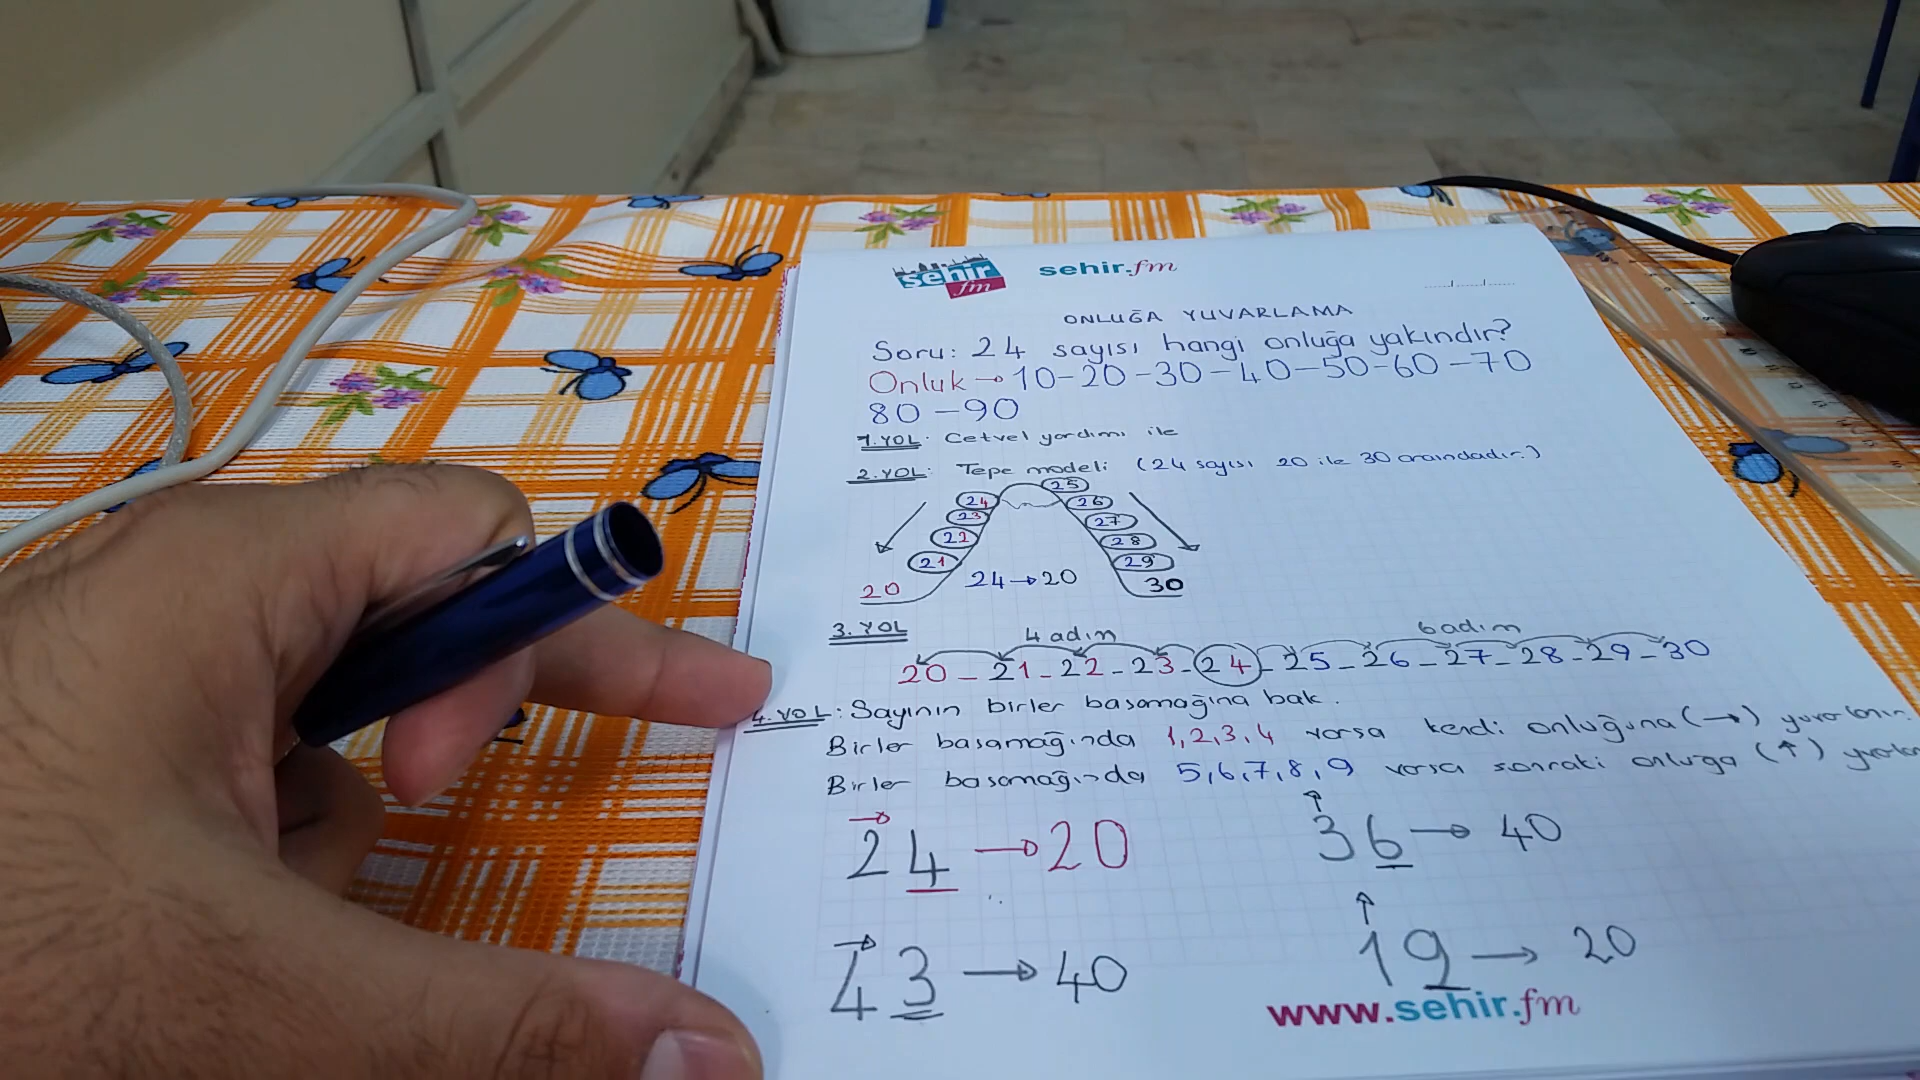 sehir fm sehir.fm
...../....../......
ONLUĞA YUVARLAMA
Soru: 24 sayısı hangi onluğa yakındır?
Onluk → 10-20-30-40-50-60-70
80-90
1.YOL: Cetvel yardımı ile
2.YOL: Tepe modeli (24 sayısı 20 ile 30 araındadır.)
25
24 26
23 27
22 28
21 29
20 24→20 30
3.YOL
4 adım 6 adım
20-21-22-23-24-25-26-27-28-29-30
4.YOL: Sayının birler basamağına bak.
Birler basamağında 1,2,3,4 varsa kendi onluğuna (→) yuvarlanır.
Birler basamağında 5,6,7,8,9 varsa sonraki onluğa (↑)
24 → 20 36 → 40
43 → 40 19 → 20
www.sehir.fm